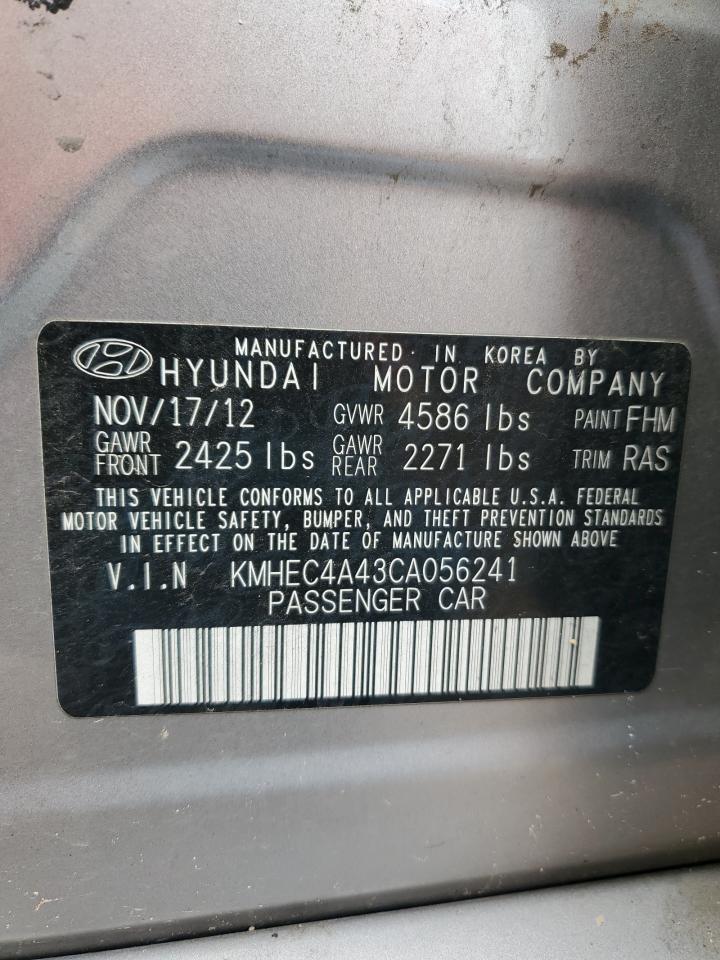 MANUFACTURED IN KOREA BY
HYUNDAI MOTOR COMPANY
NOV/17/12 GVWR 4586 lbs PAINT FHM
GAWR FRONT 2425 lbs GAWR REAR 2271 lbs TRIM RAS
THIS VEHICLE CONFORMS TO ALL APPLICABLE U.S.A. FEDERAL
MOTOR VEHICLE SAFETY, BUMPER, AND THEFT PREVENTION STANDARDS
IN EFFECT ON THE DATE OF MANUFACTURE SHOWN ABOVE
V.I.N KMHEC4A43CA056241
PASSENGER CAR